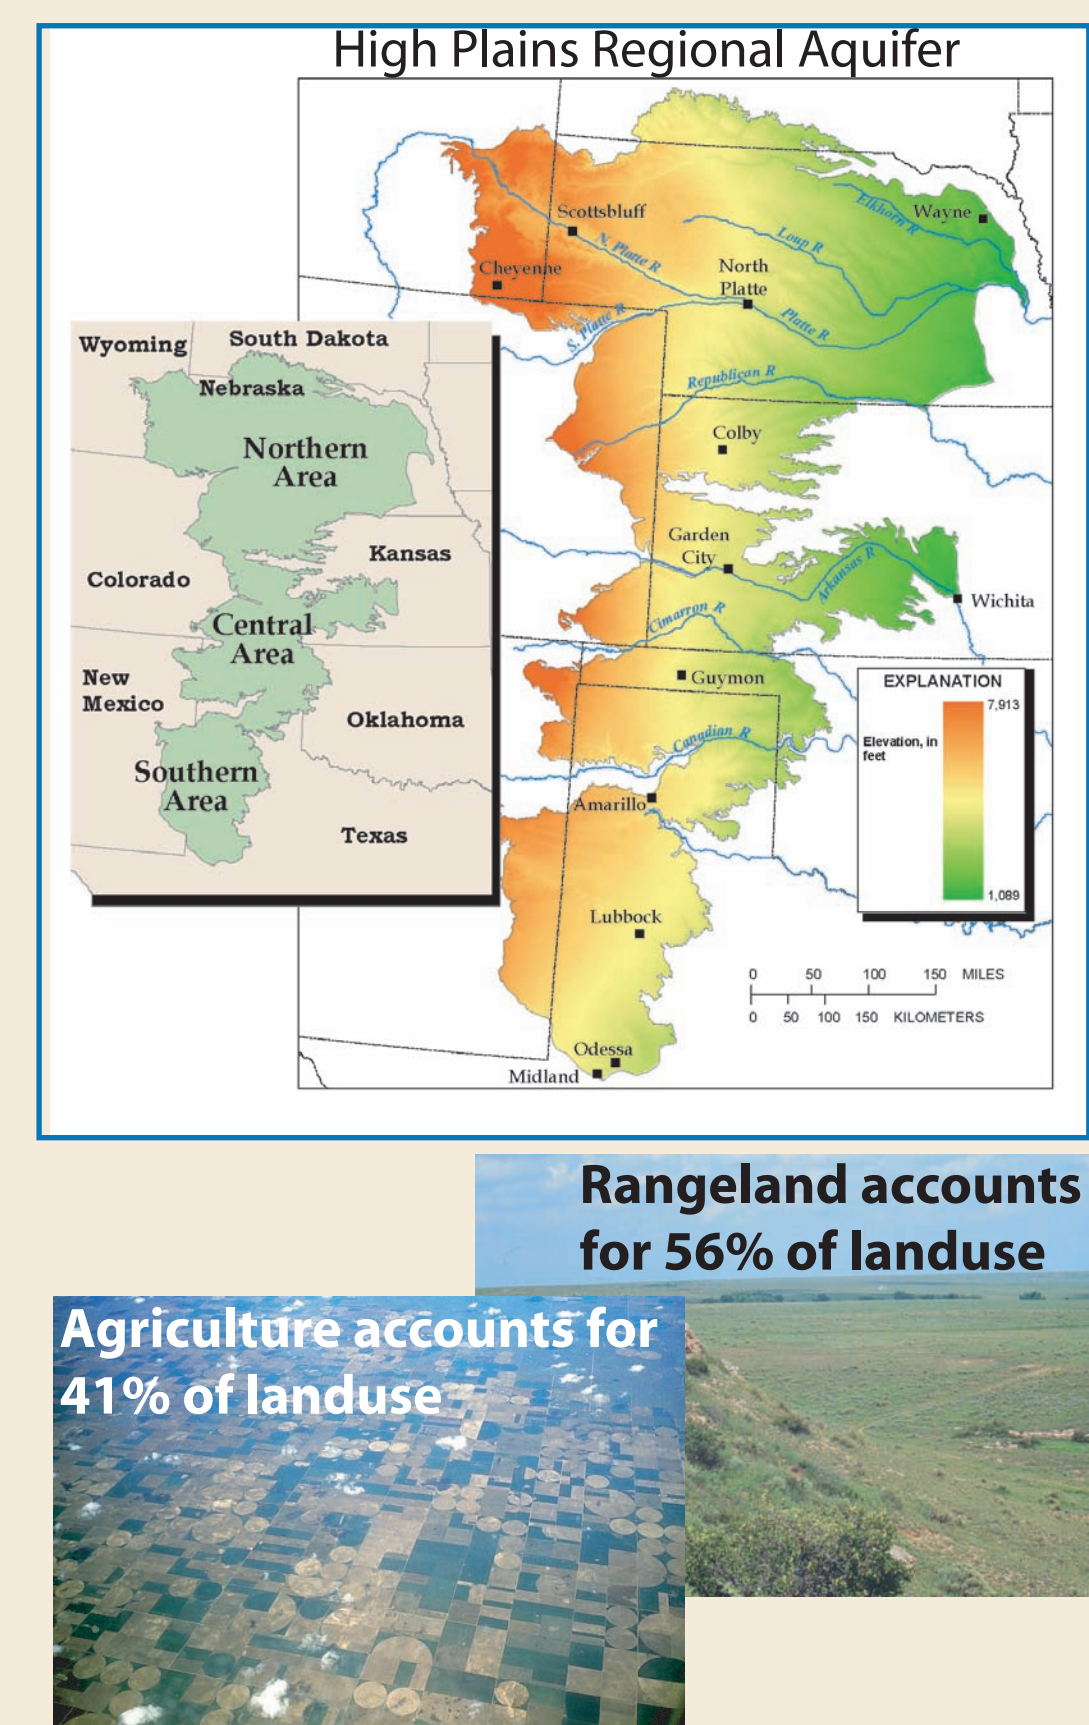 High Plains Regional Aquifer
Scottsbluff
Wayne
Elkhorn R
Loup R
N. Platte R
Cheyenne
North
Platte
S. Platte R
Platte R
Republican R
Colby
Garden
City
Arkansas R
Wichita
Cimarron R
Guymon
Canadian R
Amarillo
Lubbock
Odessa
Midland
Wyoming
South Dakota
Nebraska
Northern
Area
Kansas
Colorado
Central
Area
New
Mexico
Oklahoma
Southern
Area
Texas
EXPLANATION
7,913
Elevation, in
feet
1,089
0 50 100 150 MILES
0 50 100 150 KILOMETERS
Rangeland accounts
for 56% of landuse
Agriculture accounts for
41% of landuse